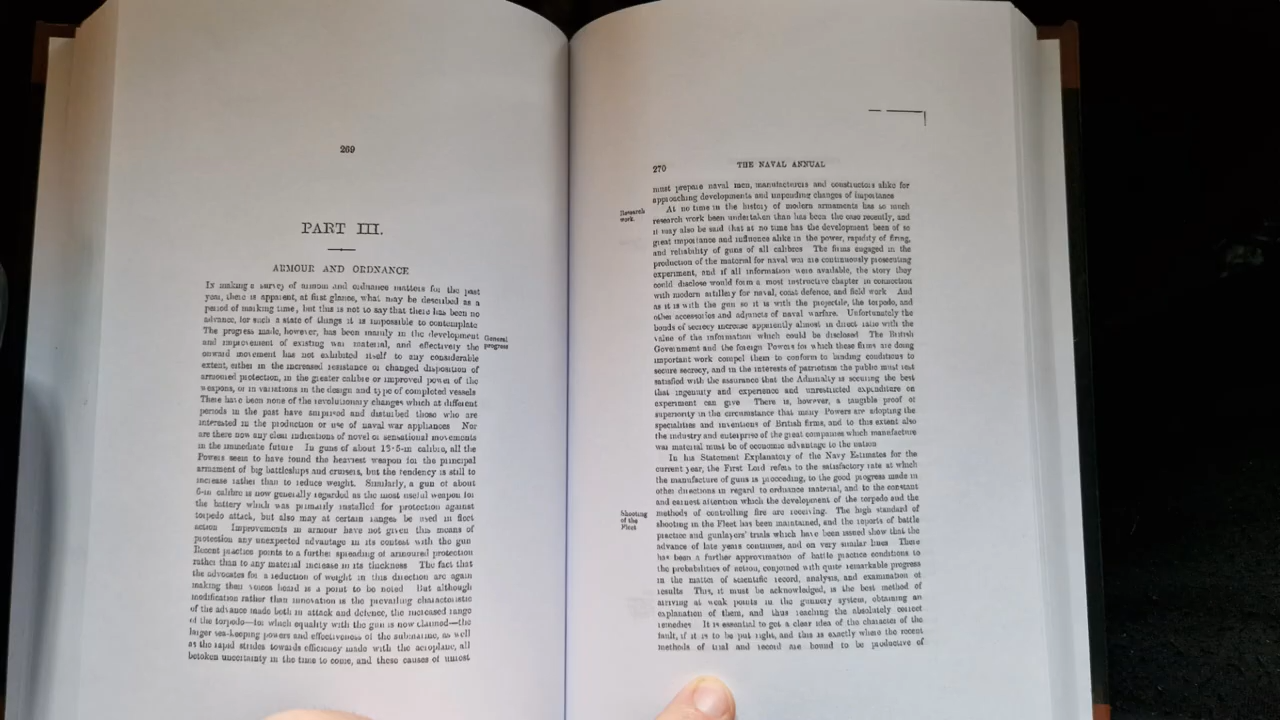 269
PART III.
ARMOUR AND ORDNANCE
In making a survey of armour and ordnance matters for the past
year, there is apparent, at first glance, what may be described as a
period of marking time, but this is not to say that there has been no
advance, for such a state of things it is impossible to contemplate
The progress made, however, has been mainly in the development
General
progress
and improvement of existing war material, and effectively the
onward movement has not exhibited itself to any considerable
extent, either in the increased resistance or changed disposition of
armoured protection, in the greater calibre or improved power of the
weapons, or in variations in the design and type of completed vessels
There have been none of the revolutionary changes which at different
periods in the past have surprised and disturbed those who are
interested in the production or use of naval war appliances Nor
are there now any clear indications of novel or sensational movements
in the immediate future In guns of about 13·5-in calibre, all the
Powers seem to have found the heaviest weapon for the principal
armament of big battleships and cruisers, but the tendency is still to
increase rather than to reduce weight. Similarly, a gun of about
6-in calibre is now generally regarded as the most useful weapon for
the battery which was primarily installed for protection against
torpedo attack, but also may at certain ranges be used in fleet
action Improvements in armour have not given this means of
protection any unexpected advantage in its contest with the gun
Recent practice points to a further spreading of armoured protection
rather than to any material increase in its thickness The fact that
the advocates for a reduction of weight in this direction are again
making their voices heard is a point to be noted But although
modification rather than innovation is the prevailing characteristic
of the advance made both in attack and defence, the increased range
of the torpedo—for which equality with the gun is now claimed—the
larger sea-keeping powers and effectiveness of the submarine, as well
as the rapid strides towards efficiency made with the aeroplane, all
betoken uncertainty in the time to come, and these causes of unrest
270
THE NAVAL ANNUAL
must prepare naval men, manufacturers and constructors alike for
approaching developments and impending changes of importance
Research
work.
At no time in the history of modern armaments has so much
research work been undertaken than has been the case recently, and
it may also be said that at no time has the development been of so
great importance and influence alike in the power, rapidity of firing,
and reliability of guns of all calibres The firms engaged in the
production of the material for naval war are continuously prosecuting
experiment, and if all information were available, the story they
could disclose would form a most instructive chapter in connection
with modern artillery for naval, coast defence, and field work And
as it is with the gun so it is with the projectile, the torpedo, and
other accessories and adjuncts of naval warfare. Unfortunately the
bonds of secrecy increase apparently almost in direct ratio with the
value of the information which could be disclosed The British
Government and the foreign Powers for which these firms are doing
important work compel them to conform to binding conditions to
secure secrecy, and in the interests of patriotism the public must rest
satisfied with the assurance that the Admiralty is securing the best
that ingenuity and experience and unrestricted expenditure on
experiment can give There is, however, a tangible proof of
superiority in the circumstance that many Powers are adopting the
specialities and inventions of British firms, and to this extent also
the industry and enterprise of the great companies which manufacture
war material must be of economic advantage to the nation
In his Statement Explanatory of the Navy Estimates for the
current year, the First Lord refers to the satisfactory rate at which
the manufacture of guns is proceeding, to the good progress made in
other directions in regard to ordnance material, and to the constant
and earnest attention which the development of the torpedo and the
Shooting
of the
Fleet
methods of controlling fire are receiving. The high standard of
shooting in the Fleet has been maintained, and the reports of battle
practice and gunlayers' trials which have been issued show that the
advance of late years continues, and on very similar lines There
has been a further approximation of battle practice conditions to
the probabilities of action, conjoined with quite remarkable progress
in the matter of scientific record, analysis, and examination of
results This, it must be acknowledged, is the best method of
arriving at weak points in the gunnery system, obtaining an
explanation of them, and thus reaching the absolutely correct
remedies It is essential to get a clear idea of the character of the
fault, if it is to be put right, and this is exactly where the recent
methods of trial and record are bound to be productive of